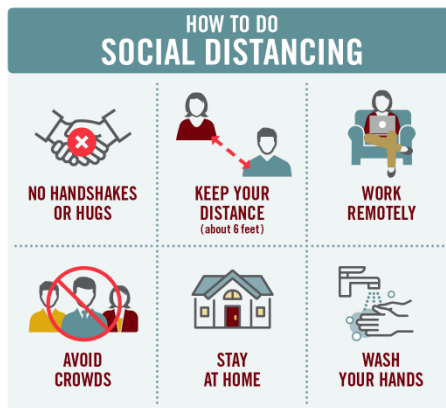 HOW TO DO
SOCIAL DISTANCING
NO HANDSHAKES
OR HUGS
KEEP YOUR
DISTANCE
(about 6 feet)
WORK
REMOTELY
AVOID
CROWDS
STAY
AT HOME
WASH
YOUR HANDS